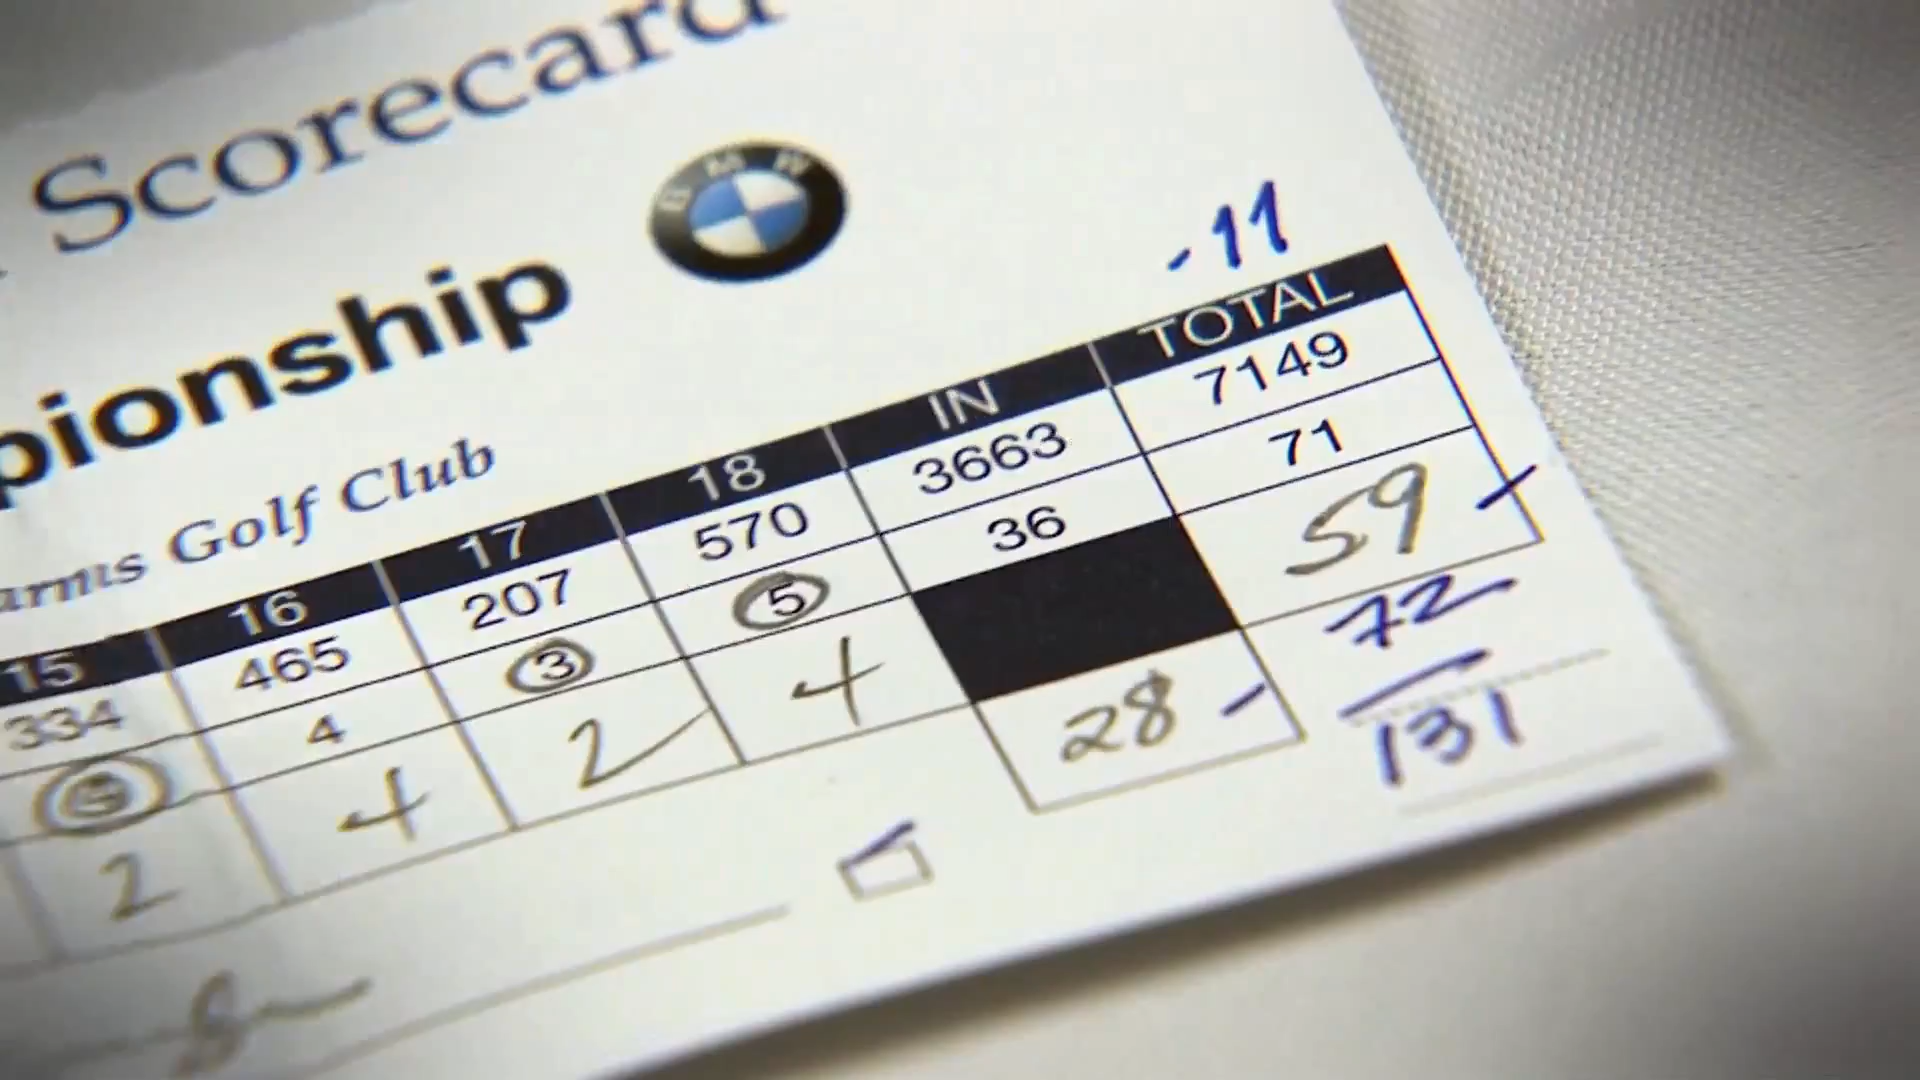 Scorecard
BMW
pionship
arms Golf Club
-11
15 16 17 18 IN TOTAL
334 465 207 570 3663 7149
4 3 5 36 71
2 4 2 4 28 59
72
131